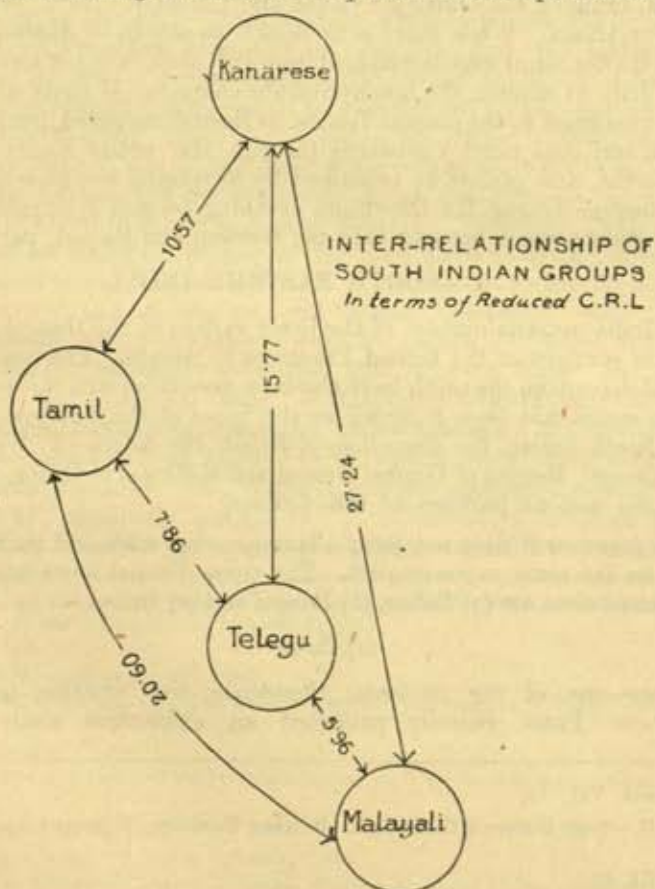 Kanarese
INTER-RELATIONSHIP OF
SOUTH INDIAN GROUPS
In terms of Reduced C.R.L
10·57
15·77
27·24
Tamil
7·86
Telegu
20·60
5·96
Malayali